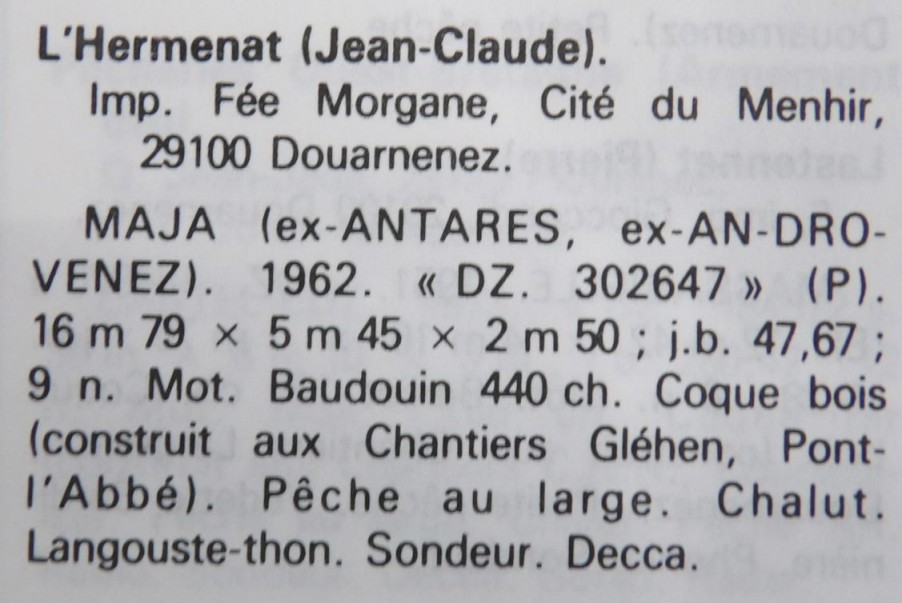 L'Hermenat (Jean-Claude).
Imp. Fée Morgane, Cité du Menhir,
29100 Douarnenez.
MAJA (ex-ANTARES, ex-AN-DRO-
VENEZ). 1962. « DZ. 302647 » (P).
16 m 79 × 5 m 45 × 2 m 50 ; j.b. 47,67 ;
9 n. Mot. Baudouin 440 ch. Coque bois
(construit aux Chantiers Gléhen, Pont-
l'Abbé). Pêche au large. Chalut.
Langouste-thon. Sondeur. Decca.